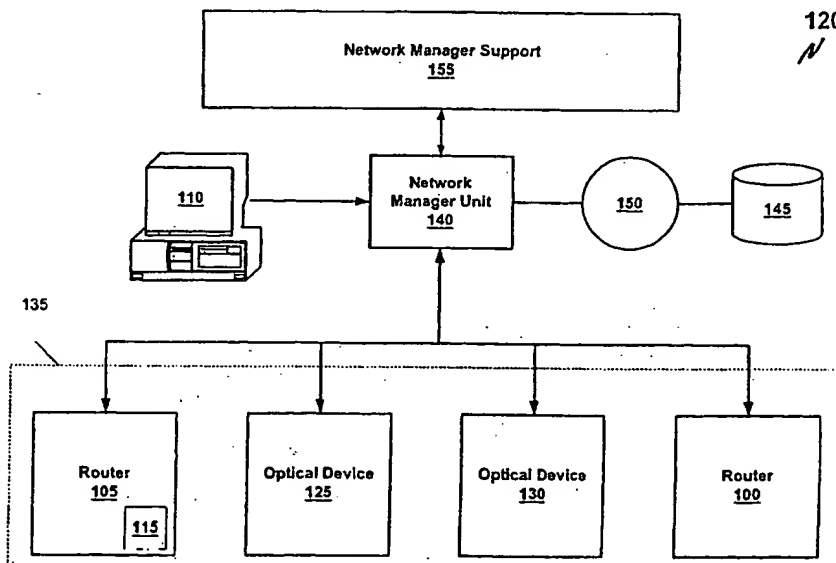 120
Network Manager Support
155
110
Network
Manager Unit
140
150
145
135
Router
105
115
Optical Device
125
Optical Device
130
Router
100